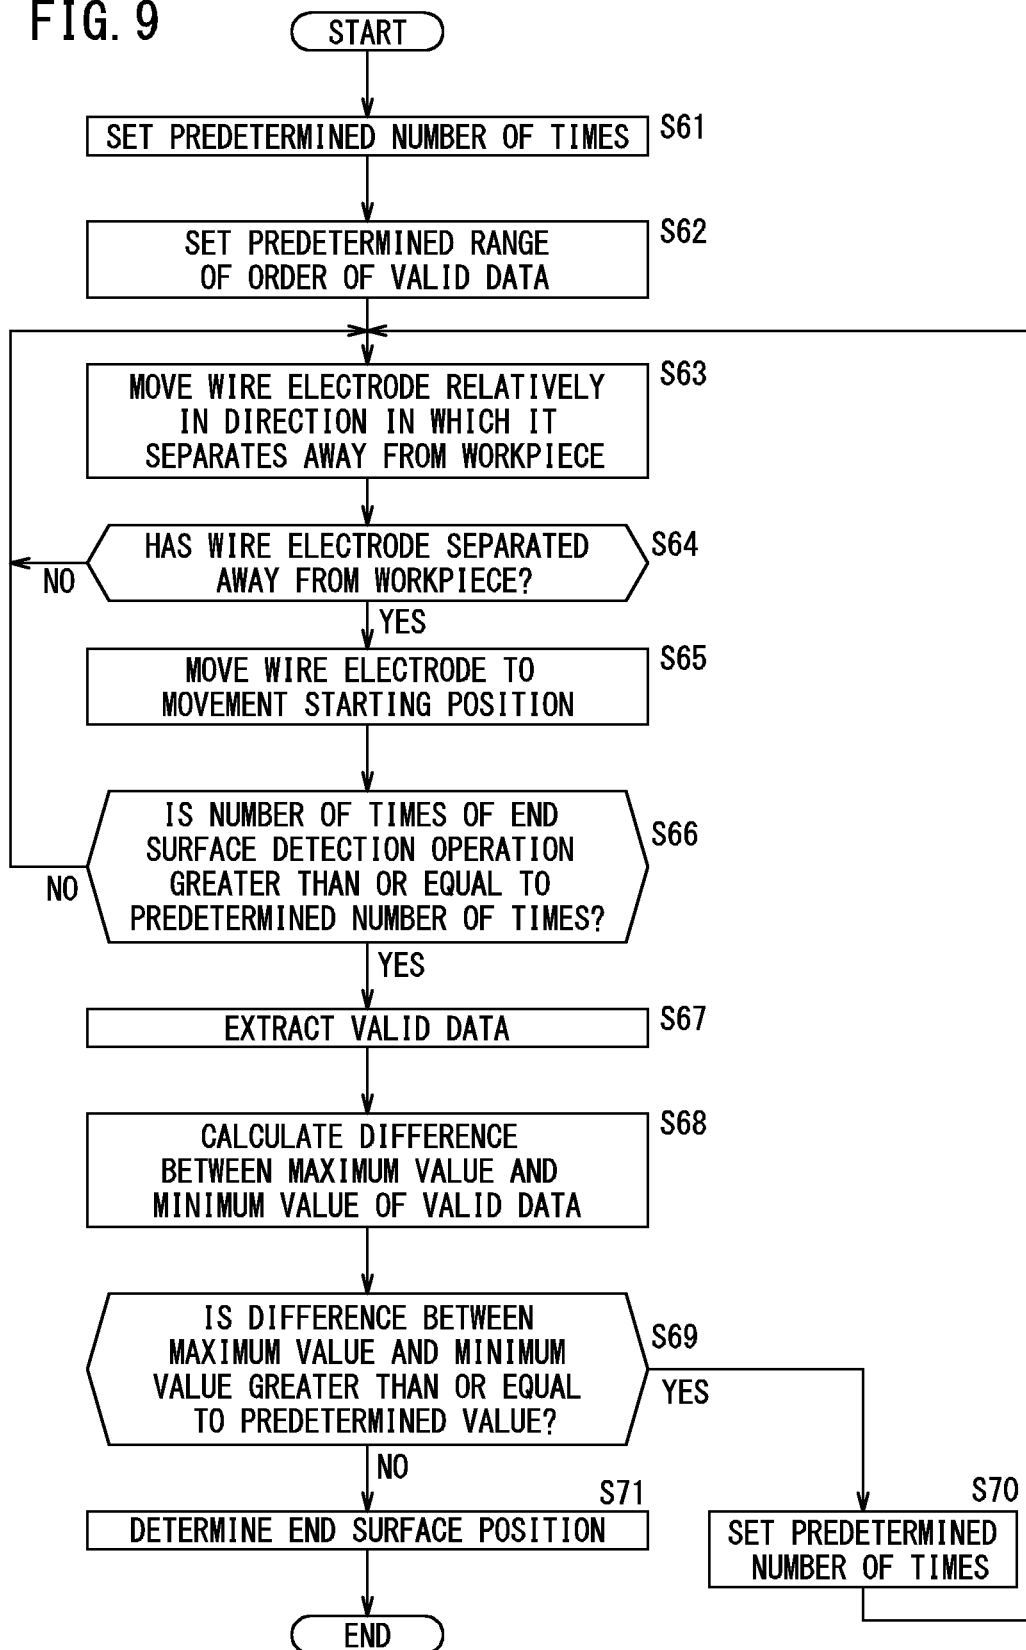 FIG. 9
START
SET PREDETERMINED NUMBER OF TIMES
S61
SET PREDETERMINED RANGE
OF ORDER OF VALID DATA
S62
MOVE WIRE ELECTRODE RELATIVELY
IN DIRECTION IN WHICH IT
SEPARATES AWAY FROM WORKPIECE
S63
HAS WIRE ELECTRODE SEPARATED
AWAY FROM WORKPIECE?
S64
NO
YES
MOVE WIRE ELECTRODE TO
MOVEMENT STARTING POSITION
S65
IS NUMBER OF TIMES OF END
SURFACE DETECTION OPERATION
GREATER THAN OR EQUAL TO
PREDETERMINED NUMBER OF TIMES?
S66
NO
YES
EXTRACT VALID DATA
S67
CALCULATE DIFFERENCE
BETWEEN MAXIMUM VALUE AND
MINIMUM VALUE OF VALID DATA
S68
IS DIFFERENCE BETWEEN
MAXIMUM VALUE AND MINIMUM
VALUE GREATER THAN OR EQUAL
TO PREDETERMINED VALUE?
S69
YES
NO
S71
DETERMINE END SURFACE POSITION
S70
SET PREDETERMINED
NUMBER OF TIMES
END